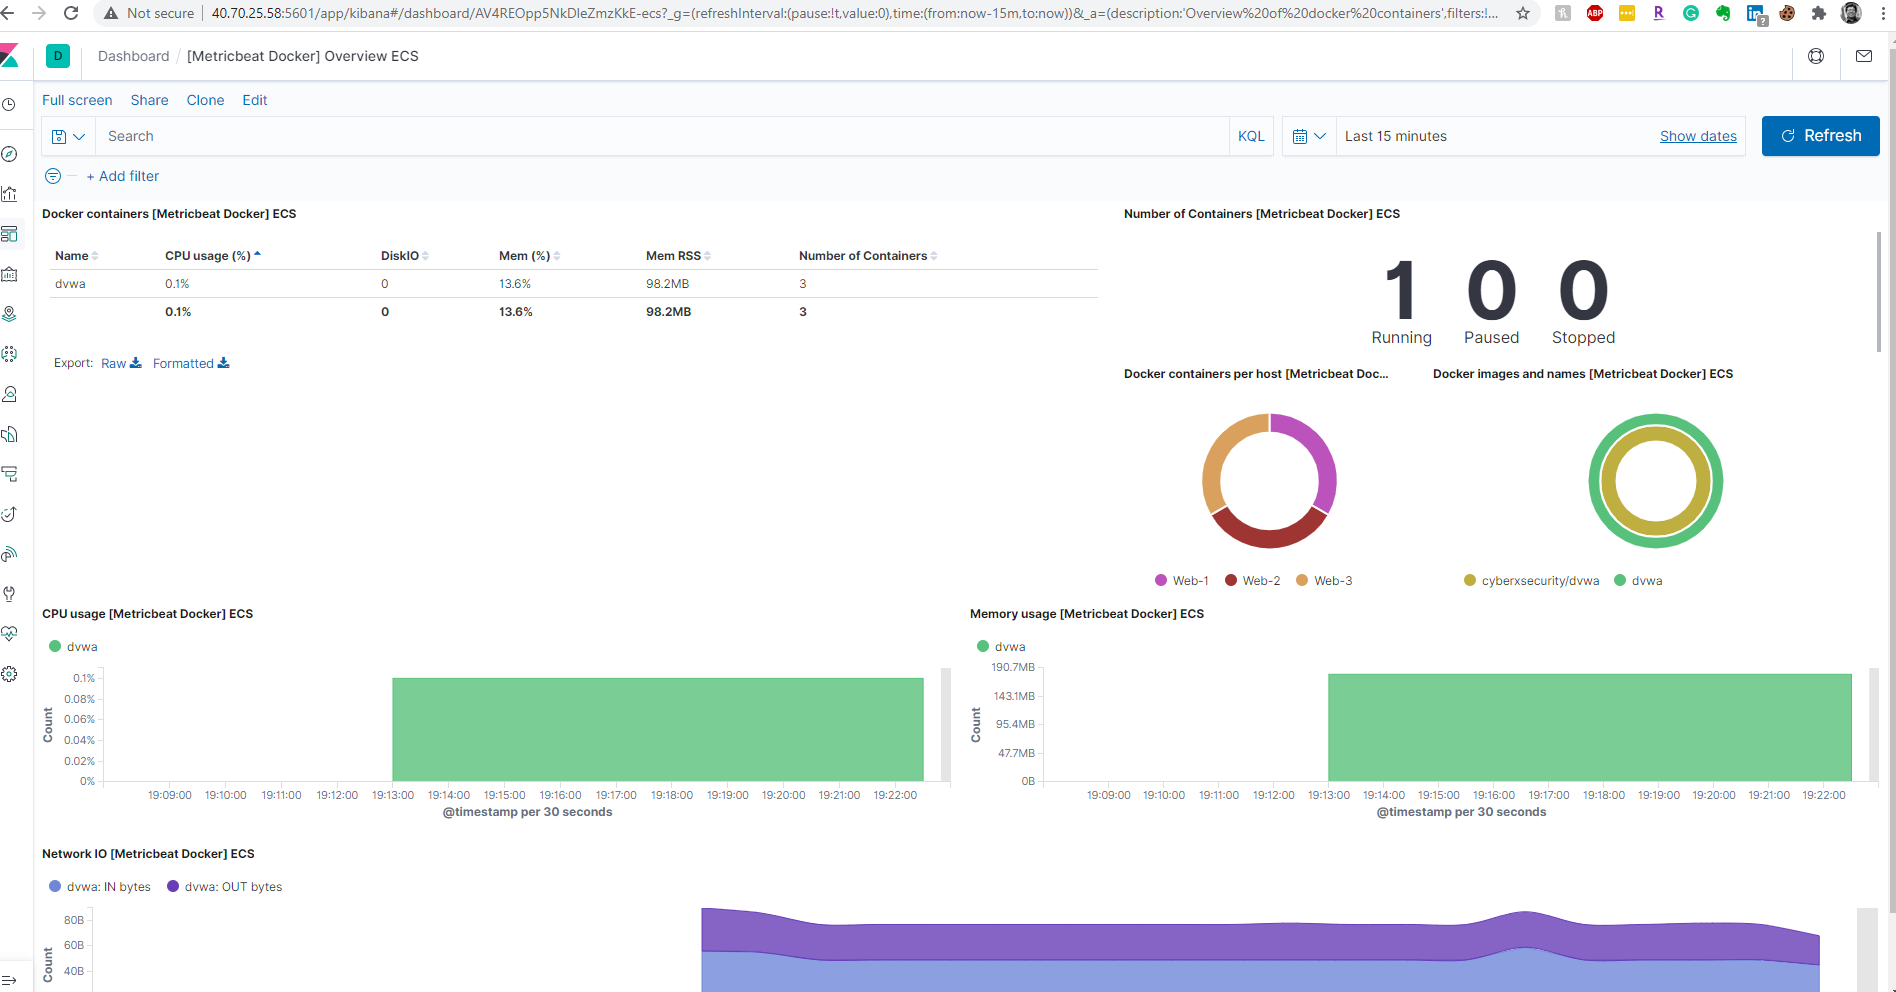 Not secure | 40.70.25.58:5601/app/kibana#/dashboard/AV4REOpp5NkDleZmzKkE-ecs?_g=(refreshInterval:(pause:!t,value:0),time:(from:now-15m,to:now))&_a=(description:'Overview%20of%20docker%20containers',filters:!...
D Dashboard / [Metricbeat Docker] Overview ECS
Full screen Share Clone Edit
Search KQL Last 15 minutes Show dates Refresh
+ Add filter
Docker containers [Metricbeat Docker] ECS
Name CPU usage (%) DiskIO Mem (%) Mem RSS Number of Containers
dvwa 0.1% 0 13.6% 98.2MB 3
0.1% 0 13.6% 98.2MB 3
Export: Raw Formatted
Number of Containers [Metricbeat Docker] ECS
1 0 0
Running Paused Stopped
Docker containers per host [Metricbeat Doc...
Web-1 Web-2 Web-3
Docker images and names [Metricbeat Docker] ECS
cyberxsecurity/dvwa dvwa
CPU usage [Metricbeat Docker] ECS
dvwa
0.1%
0.08%
0.06%
0.04%
0.02%
0%
Count
19:09:00 19:10:00 19:11:00 19:12:00 19:13:00 19:14:00 19:15:00 19:16:00 19:17:00 19:18:00 19:19:00 19:20:00 19:21:00 19:22:00
@timestamp per 30 seconds
Memory usage [Metricbeat Docker] ECS
dvwa
190.7MB
143.1MB
95.4MB
47.7MB
0B
Count
19:09:00 19:10:00 19:11:00 19:12:00 19:13:00 19:14:00 19:15:00 19:16:00 19:17:00 19:18:00 19:19:00 19:20:00 19:21:00 19:22:00
@timestamp per 30 seconds
Network IO [Metricbeat Docker] ECS
dvwa: IN bytes dvwa: OUT bytes
80B
60B
40B
Count